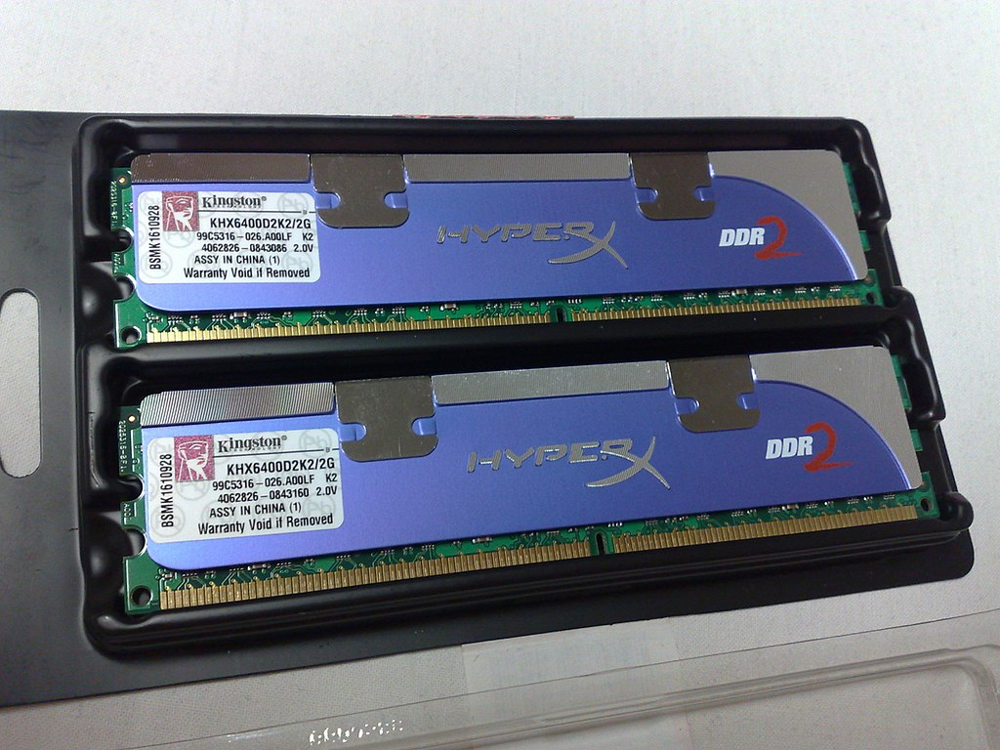 Kingston®
KHX6400D2K2/2G
99C5316-026.A00LF K2
4062826-0843086 2.0V
ASSY IN CHINA (1)
Warranty Void if Removed
BSMK1610928
HYPERX
DDR2
Kingston®
KHX6400D2K2/2G
99C5316-026.A00LF K2
4062826-0843160 2.0V
ASSY IN CHINA (1)
Warranty Void if Removed
BSMK1610928
HYPERX
DDR2